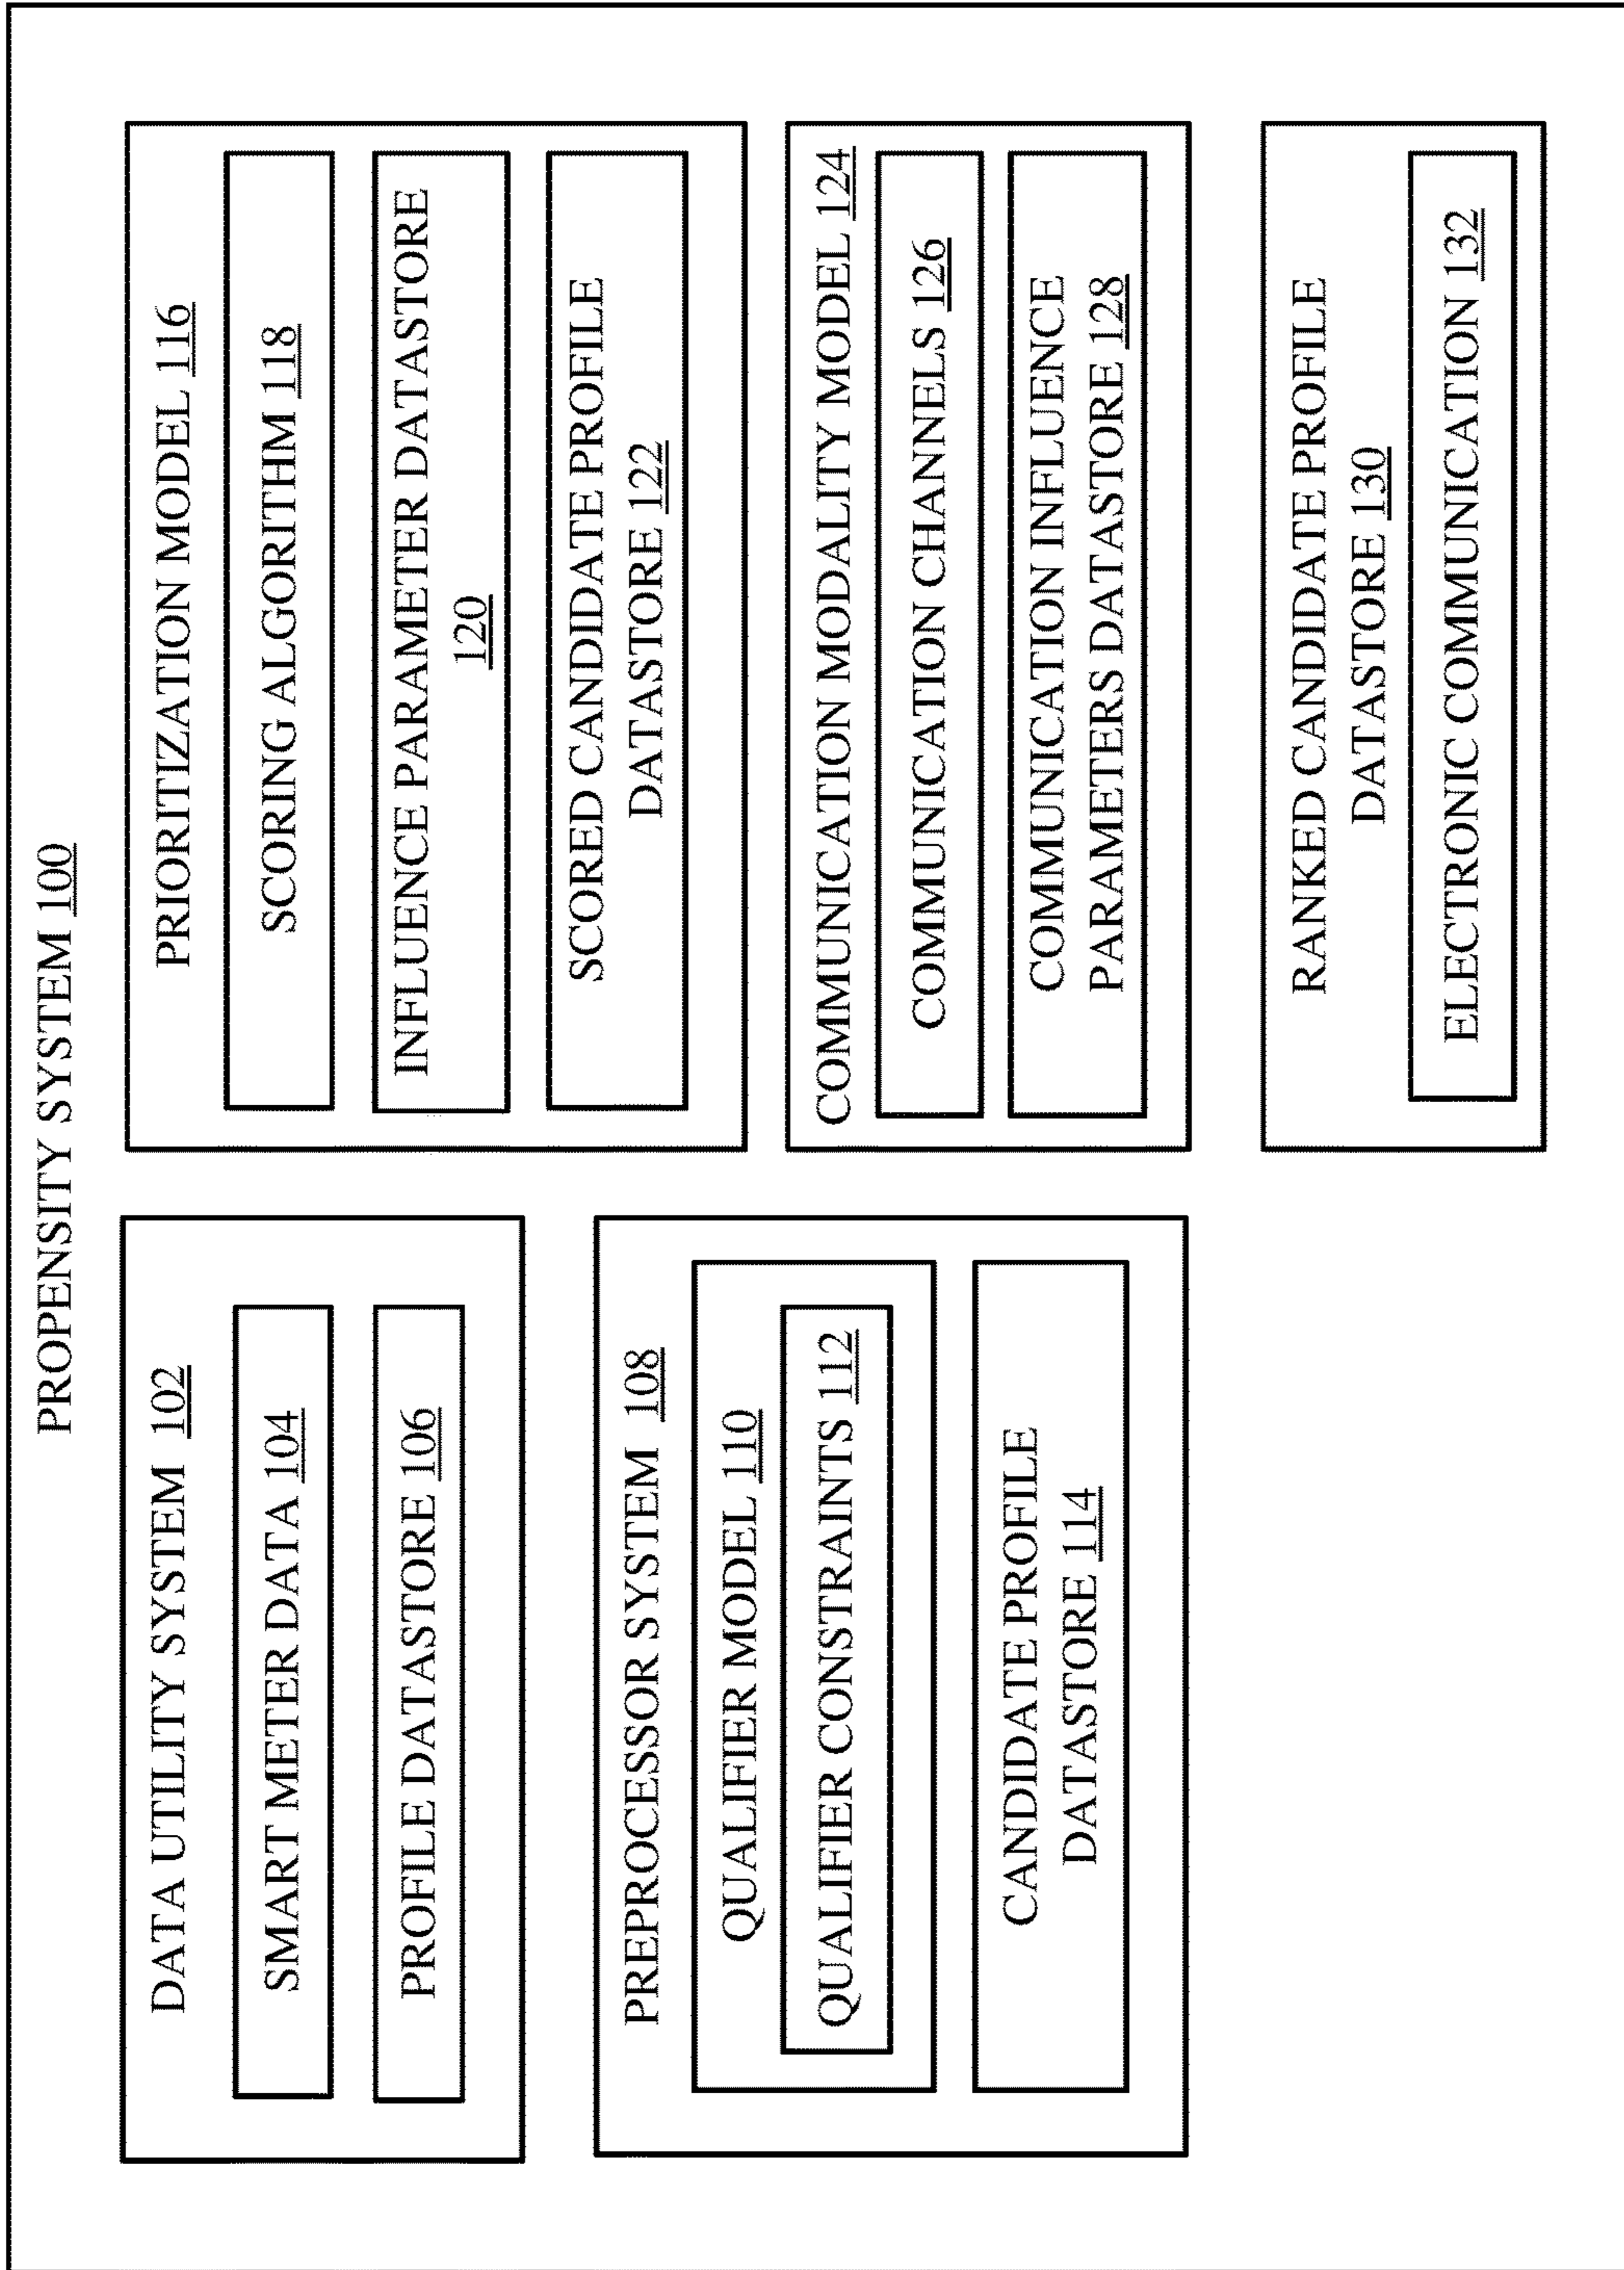 PROPENSITY SYSTEM 100
DATA UTILITY SYSTEM 102
SMART METER DATA 104
PROFILE DATASTORE 106
PREPROCESSOR SYSTEM 108
QUALIFIER MODEL 110
QUALIFIER CONSTRAINTS 112
CANDIDATE PROFILE
DATASTORE 114
PRIORITIZATION MODEL 116
SCORING ALGORITHM 118
INFLUENCE PARAMETER DATASTORE
120
SCORED CANDIDATE PROFILE
DATASTORE 122
COMMUNICATION MODALITY MODEL 124
COMMUNICATION CHANNELS 126
COMMUNICATION INFLUENCE
PARAMETERS DATASTORE 128
RANKED CANDIDATE PROFILE
DATASTORE 130
ELECTRONIC COMMUNICATION 132